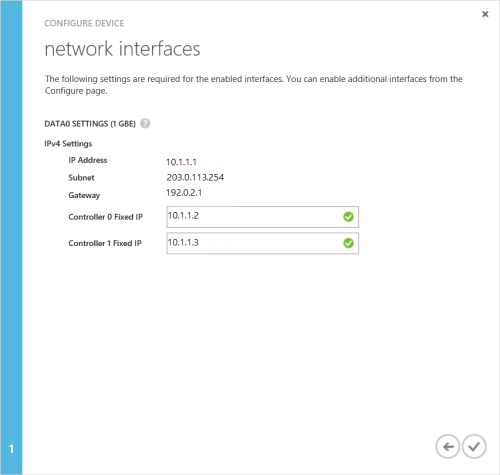 CONFIGURE DEVICE
network interfaces
The following settings are required for the enabled interfaces. You can enable additional interfaces from the
Configure page.
DATA0 SETTINGS (1 GBE) ?
IPv4 Settings
IP Address 10.1.1.1
Subnet 203.0.113.254
Gateway 192.0.2.1
Controller 0 Fixed IP 10.1.1.2
Controller 1 Fixed IP 10.1.1.3
1